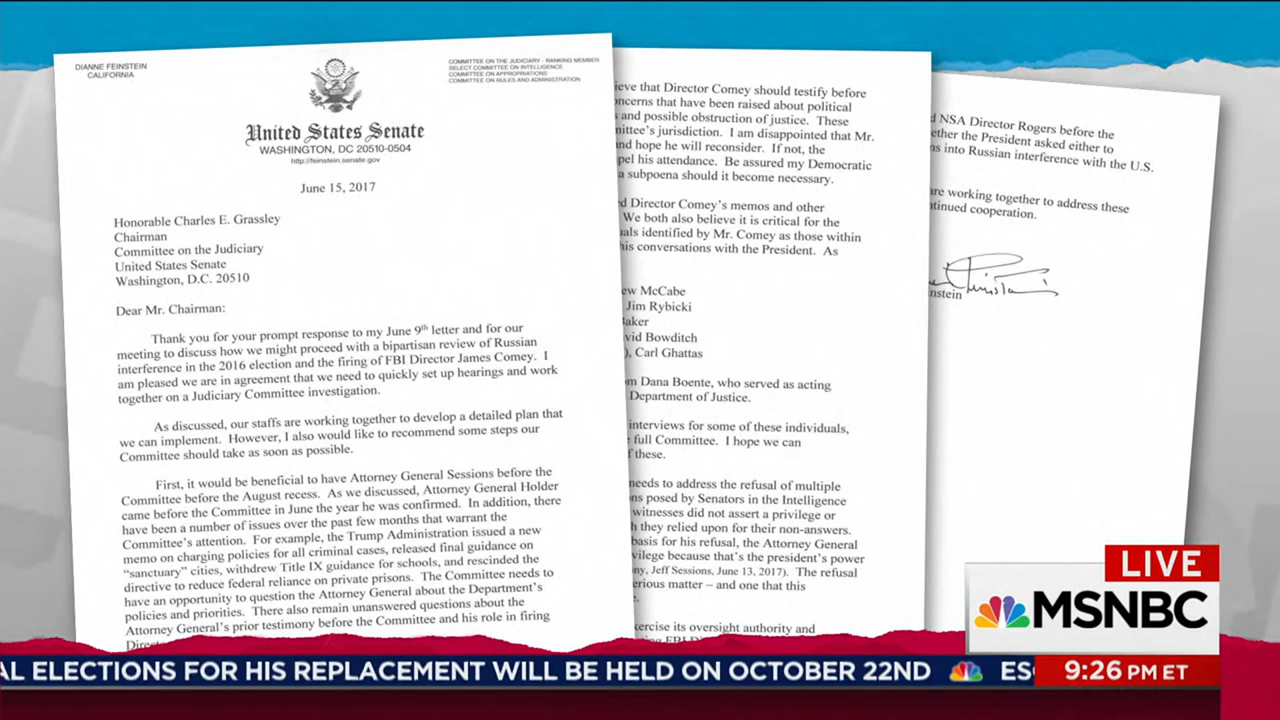 DIANNE FEINSTEIN
CALIFORNIA
COMMITTEE ON THE JUDICIARY - RANKING MEMBER
SELECT COMMITTEE ON INTELLIGENCE
COMMITTEE ON APPROPRIATIONS
COMMITTEE ON RULES AND ADMINISTRATION
United States Senate
WASHINGTON, DC 20510-0504
http://feinstein.senate.gov
June 15, 2017
Honorable Charles E. Grassley
Chairman
Committee on the Judiciary
United States Senate
Washington, D.C. 20510
Dear Mr. Chairman:
Thank you for your prompt response to my June 9th letter and for our
meeting to discuss how we might proceed with a bipartisan review of Russian
interference in the 2016 election and the firing of FBI Director James Comey. I
am pleased we are in agreement that we need to quickly set up hearings and work
together on a Judiciary Committee investigation.
As discussed, our staffs are working together to develop a detailed plan that
we can implement. However, I also would like to recommend some steps our
Committee should take as soon as possible.
First, it would be beneficial to have Attorney General Sessions before the
Committee before the August recess. As we discussed, Attorney General Holder
came before the Committee in June the year he was confirmed. In addition, there
have been a number of issues over the past few months that warrant the
Committee's attention. For example, the Trump Administration issued a new
memo on charging policies for all criminal cases, released final guidance on
"sanctuary" cities, withdrew Title IX guidance for schools, and rescinded the
directive to reduce federal reliance on private prisons. The Committee needs to
have an opportunity to question the Attorney General about the Department's
policies and priorities. There also remain unanswered questions about the
Attorney General's prior testimony before the Committee and his role in firing
ieve that Director Comey should testify before
ncerns that have been raised about political
and possible obstruction of justice. These
ittee's jurisdiction. I am disappointed that Mr.
nd hope he will reconsider. If not, the
pel his attendance. Be assured my Democratic
a subpoena should it become necessary.
ed Director Comey's memos and other
We both also believe it is critical for the
als identified by Mr. Comey as those within
his conversations with the President. As
ew McCabe
Jim Rybicki
Baker
vid Bowditch
), Carl Ghattas
om Dana Boente, who served as acting
Department of Justice.
interviews for some of these individuals,
full Committee. I hope we can
f these.
needs to address the refusal of multiple
ns posed by Senators in the Intelligence
witnesses did not assert a privilege or
h they relied upon for their non-answers.
basis for his refusal, the Attorney General
vilege because that's the president's power
ny, Jeff Sessions, June 13, 2017). The refusal
erious matter – and one that this
xercise its oversight authority and
d NSA Director Rogers before the
ether the President asked either to
ns into Russian interference with the U.S.
are working together to address these
tinued cooperation.
nstein
LIVE
MSNBC
AL ELECTIONS FOR HIS REPLACEMENT WILL BE HELD ON OCTOBER 22ND ES
9:26 PM ET